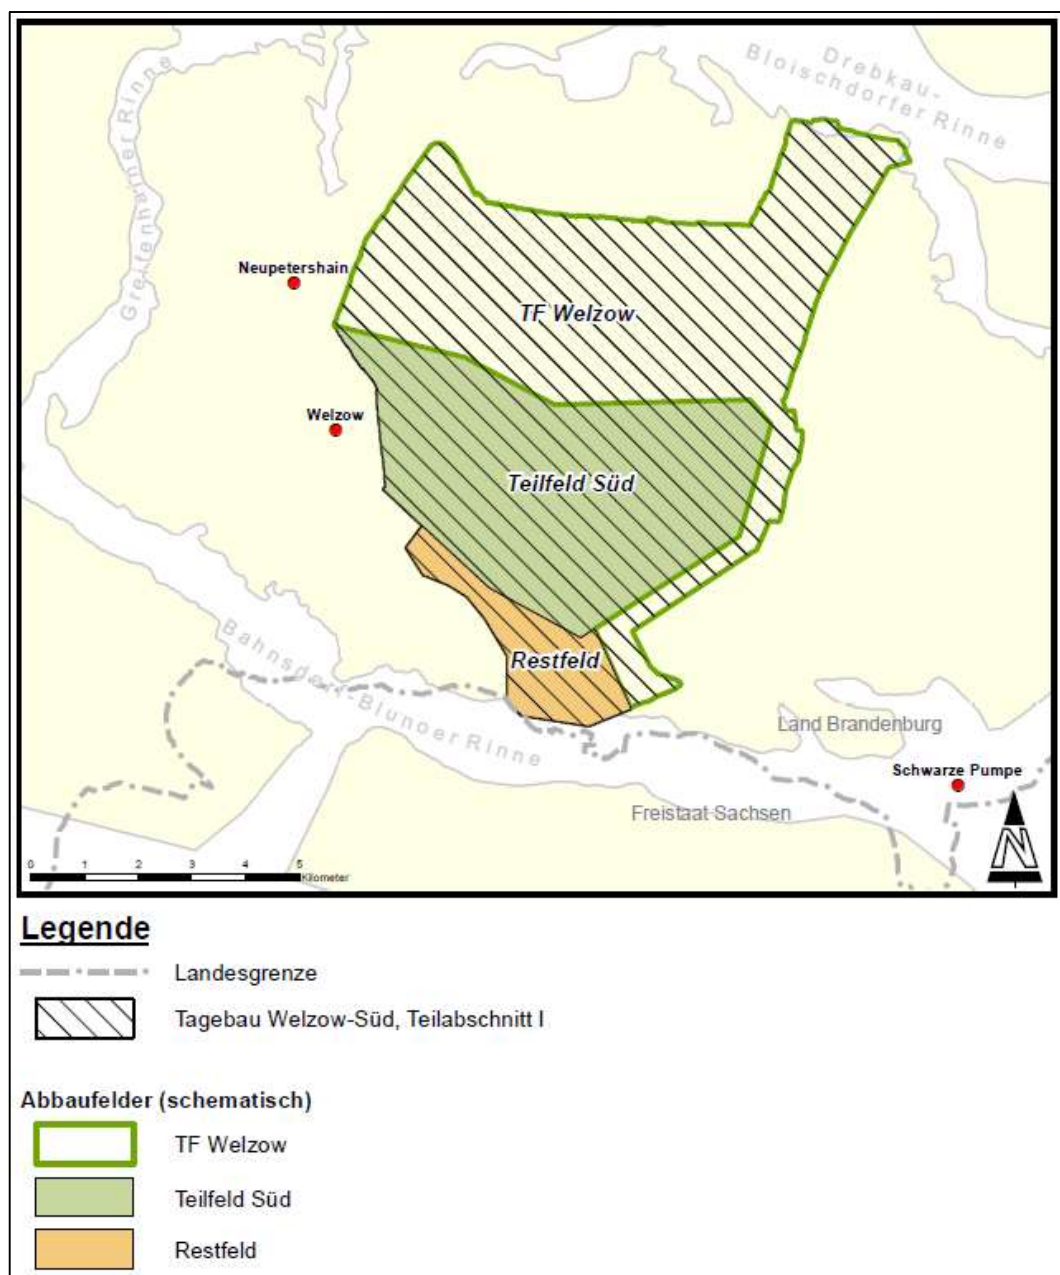 Drebkau-
Bloischdorfer Rinne
Greifenhainer Rinne
Neupetershain
TF Welzow
Welzow
Teilfeld Süd
Restfeld
Bahnsdorf-Blunoer Rinne
Land Brandenburg
Schwarze Pumpe
Freistaat Sachsen
N
0 1 2 3 4 5
Kilometer
Legende
Landesgrenze
Tagebau Welzow-Süd, Teilabschnitt I
Abbaufelder (schematisch)
TF Welzow
Teilfeld Süd
Restfeld